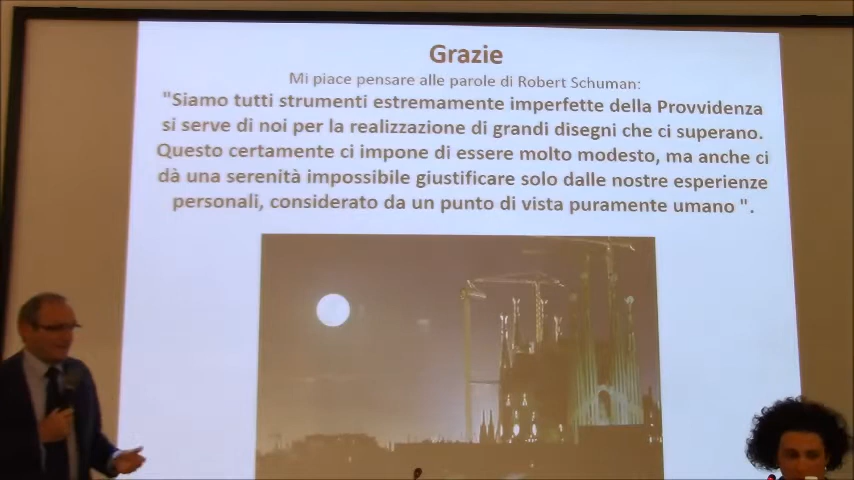 Grazie
Mi piace pensare alle parole di Robert Schuman:
"Siamo tutti strumenti estremamente imperfette della Provvidenza
si serve di noi per la realizzazione di grandi disegni che ci superano.
Questo certamente ci impone di essere molto modesto, ma anche ci
dà una serenità impossibile giustificare solo dalle nostre esperienze
personali, considerato da un punto di vista puramente umano ".